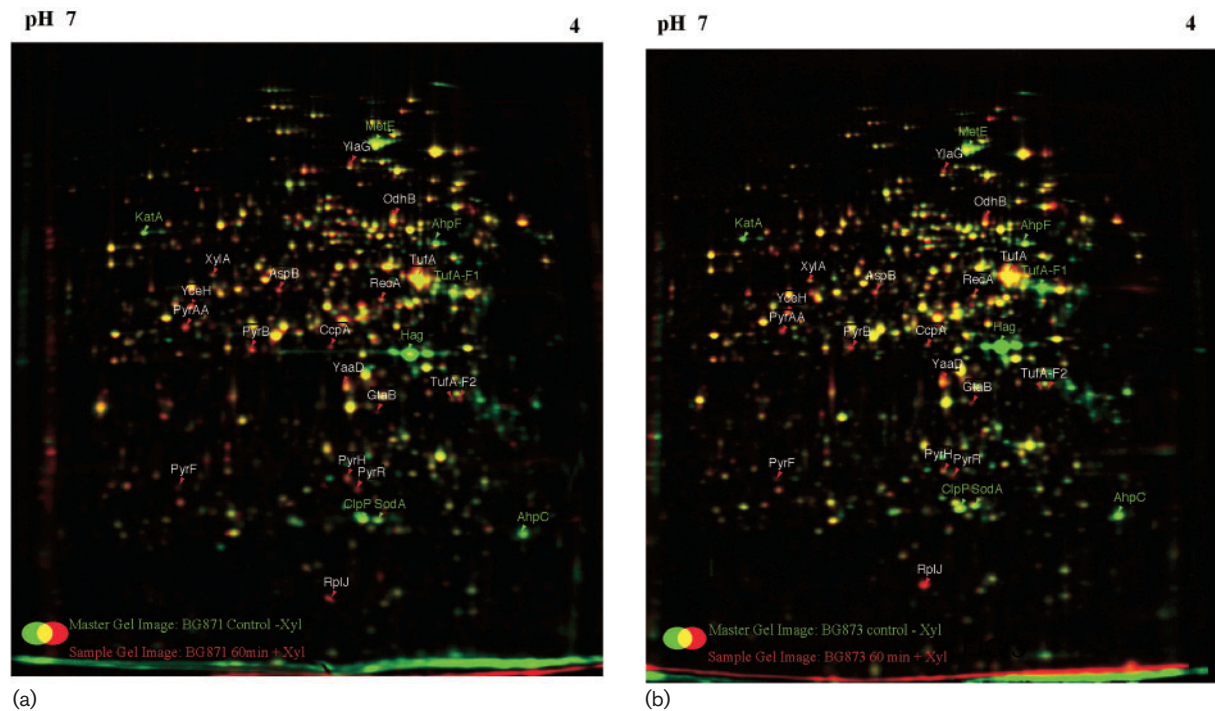 pH 7
4
MetE
YlaG
OdhB
KatA
AhpF
XylA
TufA
AspB
TufA-F1
RecA
YceH
PyrAA
PyrB
CcpA
Hag
YaaD
TufA-F2
GlaB
PyrH
PyrF
PyrR
ClpP SodA
AhpC
RplJ
Master Gel Image: BG871 Control -Xyl
Sample Gel Image: BG871 60min + Xyl
(a)
pH 7
4
MetE
YlaG
OdhB
KatA
AhpF
TufA
XylA
AspB
TufA-F1
RecA
YceH
PyrAA
PyrB
CcpA
Hag
YaaD
TufA-F2
GlaB
PyrH
PyrF
PyrR
ClpP SodA
AhpC
RplJ
Master Gel Image: BG873 control - Xyl
Sample Gel Image: BG873 60 min + Xyl
(b)